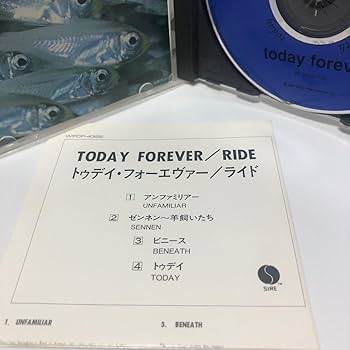 today forever
TODAY FOREVER／RIDE
トゥデイ・フォーエヴァー／ライド
1 アンファミリアー
UNFAMILIAR
2 ゼンネン～羊飼いたち
SENNEN
3 ビニース
BENEATH
4 トゥデイ
TODAY
SIRE
1. UNFAMILIAR
3. BENEATH